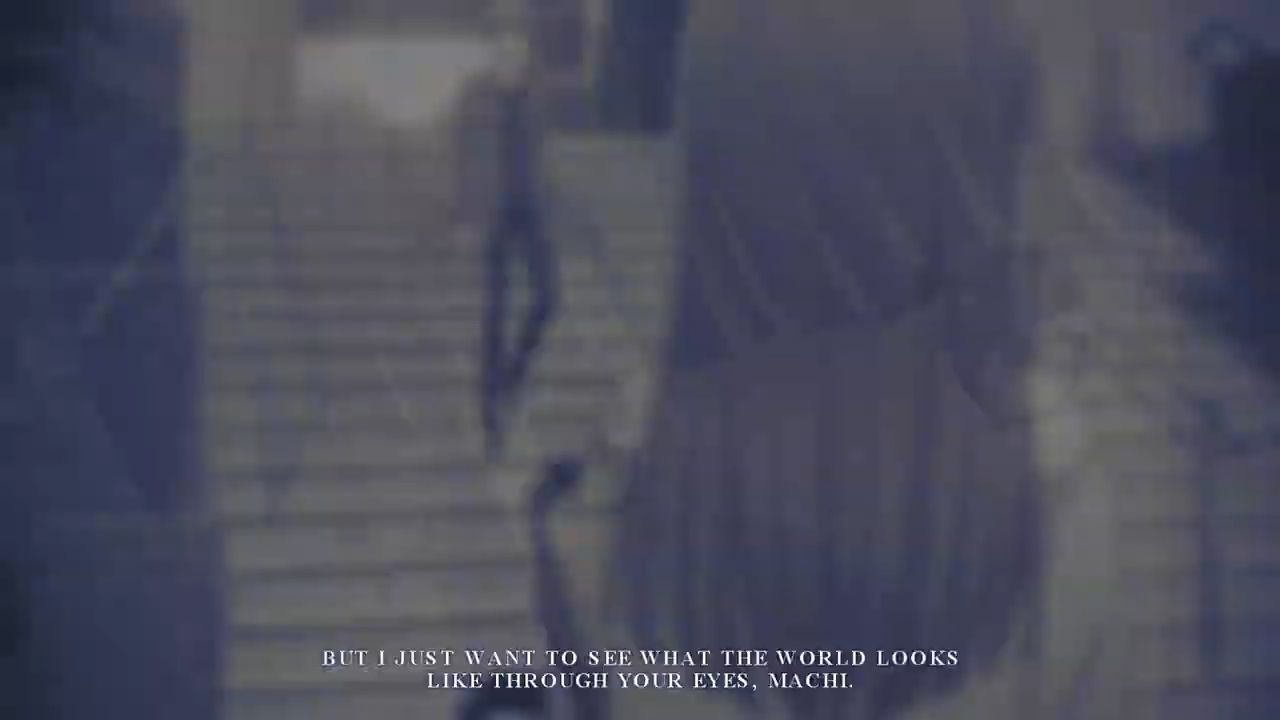 BUT I JUST WANT TO SEE WHAT THE WORLD LOOKS
LIKE THROUGH YOUR EYES, MACHI.